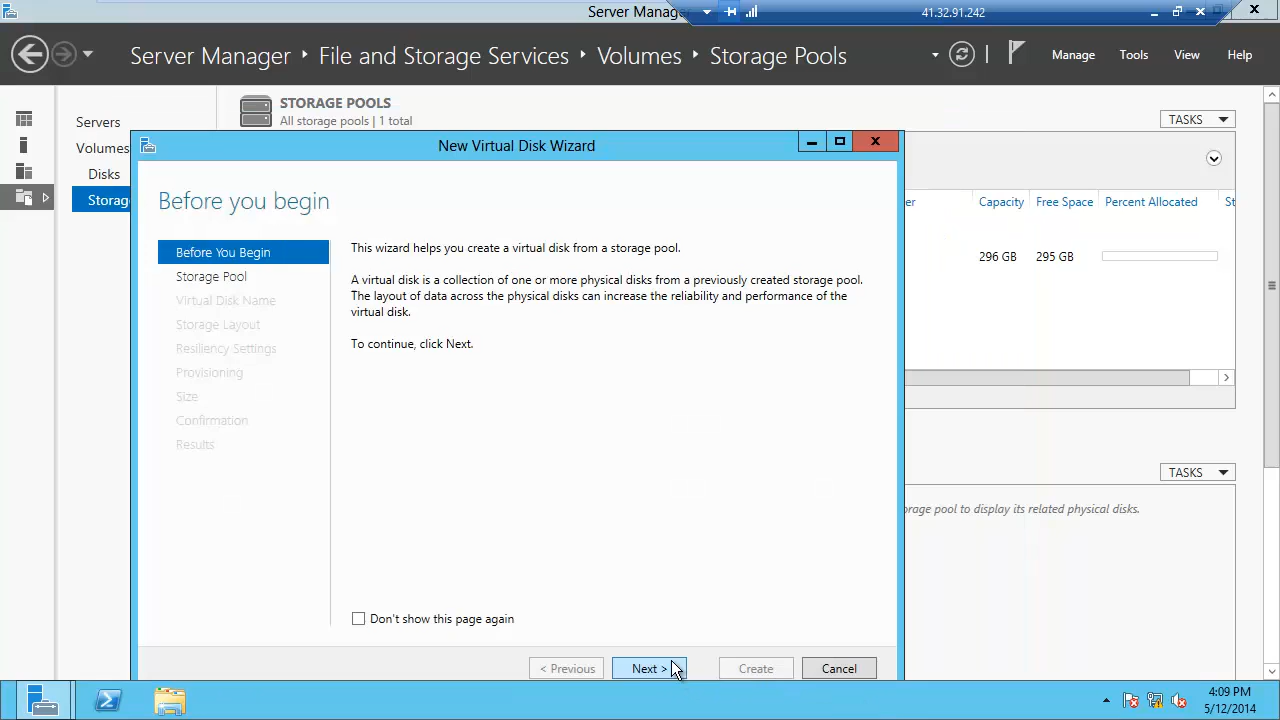 Server Manage
41.32.91.242
Server Manager
File and Storage Services
Volumes
Storage Pools
Manage
Tools
View
Help
STORAGE POOLS
All storage pools | 1 total
TASKS
Servers
Volumes
Disks
Storag
New Virtual Disk Wizard
X
Before you begin
Before You Begin
Storage Pool
Virtual Disk Name
Storage Layout
Resiliency Settings
Provisioning
Size
Confirmation
Results
This wizard helps you create a virtual disk from a storage pool.
A virtual disk is a collection of one or more physical disks from a previously created storage pool.
The layout of data across the physical disks can increase the reliability and performance of the
virtual disk.
To continue, click Next.
Don't show this page again
< Previous
Next >
Create
Cancel
er
Capacity
Free Space
Percent Allocated
St
296 GB
295 GB
TASKS
orage pool to display its related physical disks.
4:09 PM
5/12/2014